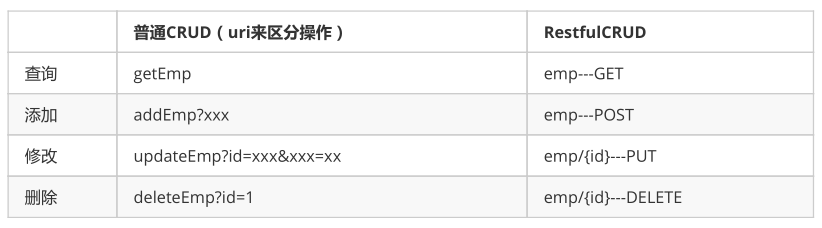 普通CRUD（uri来区分操作） RestfulCRUD
查询 getEmp emp---GET
添加 addEmp?xxx emp---POST
修改 updateEmp?id=xxx&xxx=xx emp/{id}---PUT
删除 deleteEmp?id=1 emp/{id}---DELETE